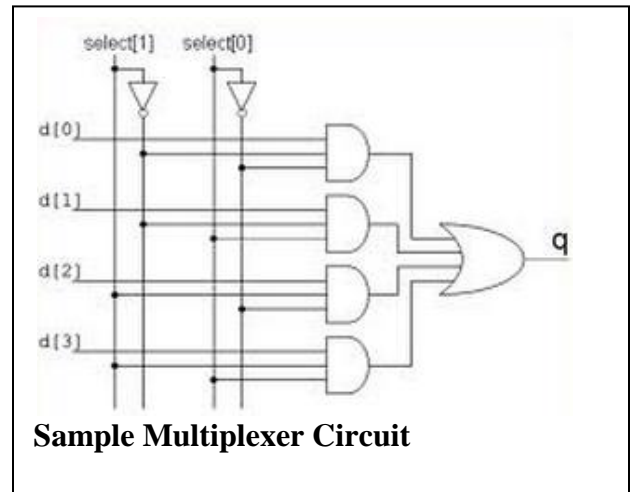 select[1] select[0]
d[0]
d[1]
q
d[2]
d[3]
Sample Multiplexer Circuit